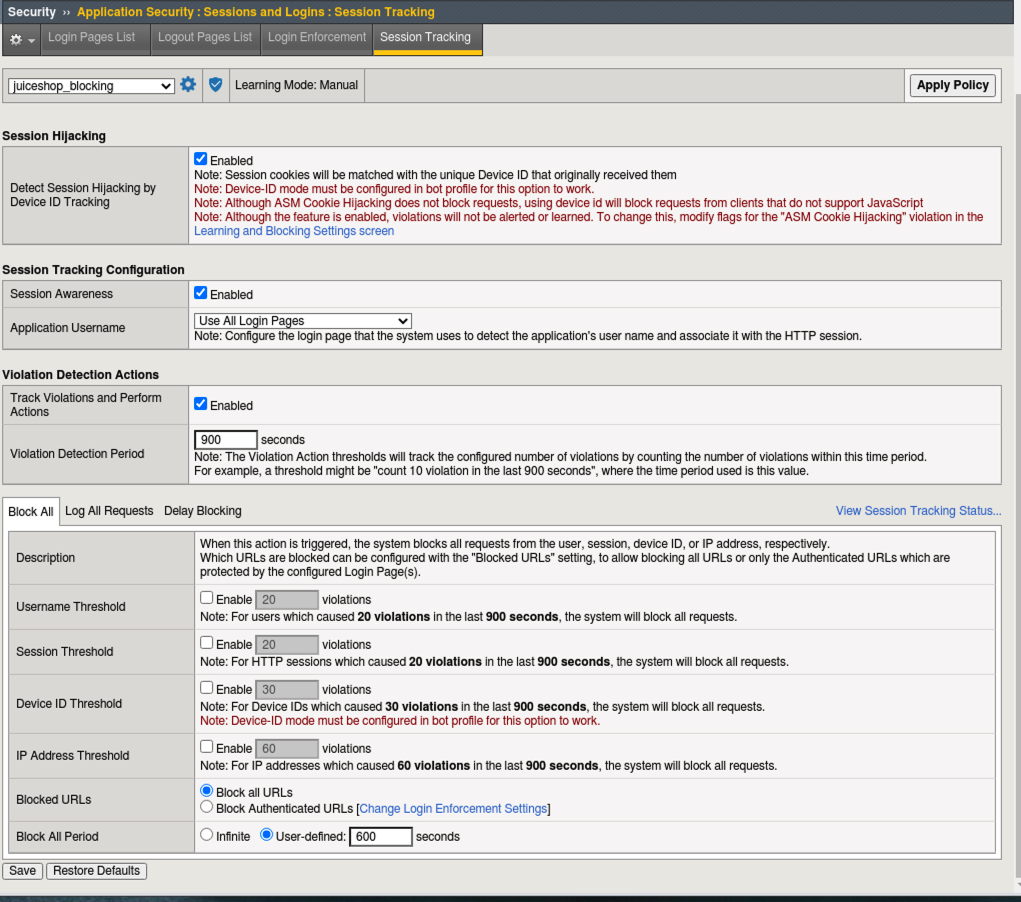 Security ›› Application Security : Sessions and Logins : Session Tracking
Login Pages List Logout Pages List Login Enforcement Session Tracking
juiceshop_blocking Learning Mode: Manual Apply Policy
Session Hijacking
Enabled
Note: Session cookies will be matched with the unique Device ID that originally received them
Detect Session Hijacking by Device ID Tracking
Note: Device-ID mode must be configured in bot profile for this option to work.
Note: Although ASM Cookie Hijacking does not block requests, using device id will block requests from clients that do not support JavaScript
Note: Although the feature is enabled, violations will not be alerted or learned. To change this, modify flags for the "ASM Cookie Hijacking" violation in the
Learning and Blocking Settings screen
Session Tracking Configuration
Session Awareness Enabled
Application Username Use All Login Pages
Note: Configure the login page that the system uses to detect the application's user name and associate it with the HTTP session.
Violation Detection Actions
Track Violations and Perform
Actions
Enabled
Violation Detection Period
900 seconds
Note: The Violation Action thresholds will track the configured number of violations by counting the number of violations within this time period.
For example, a threshold might be "count 10 violation in the last 900 seconds", where the time period used is this value.
Block All Log All Requests Delay Blocking View Session Tracking Status...
Description
When this action is triggered, the system blocks all requests from the user, session, device ID, or IP address, respectively.
Which URLs are blocked can be configured with the "Blocked URLs" setting, to allow blocking all URLs or only the Authenticated URLs which are
protected by the configured Login Page(s).
Username Threshold
Enable 20 violations
Note: For users which caused 20 violations in the last 900 seconds, the system will block all requests.
Session Threshold
Enable 20 violations
Note: For HTTP sessions which caused 20 violations in the last 900 seconds, the system will block all requests.
Device ID Threshold
Enable 30 violations
Note: For Device IDs which caused 30 violations in the last 900 seconds, the system will block all requests.
Note: Device-ID mode must be configured in bot profile for this option to work.
IP Address Threshold
Enable 60 violations
Note: For IP addresses which caused 60 violations in the last 900 seconds, the system will block all requests.
Blocked URLs
Block all URLs
Block Authenticated URLs [Change Login Enforcement Settings]
Block All Period Infinite User-defined: 600 seconds
Save Restore Defaults